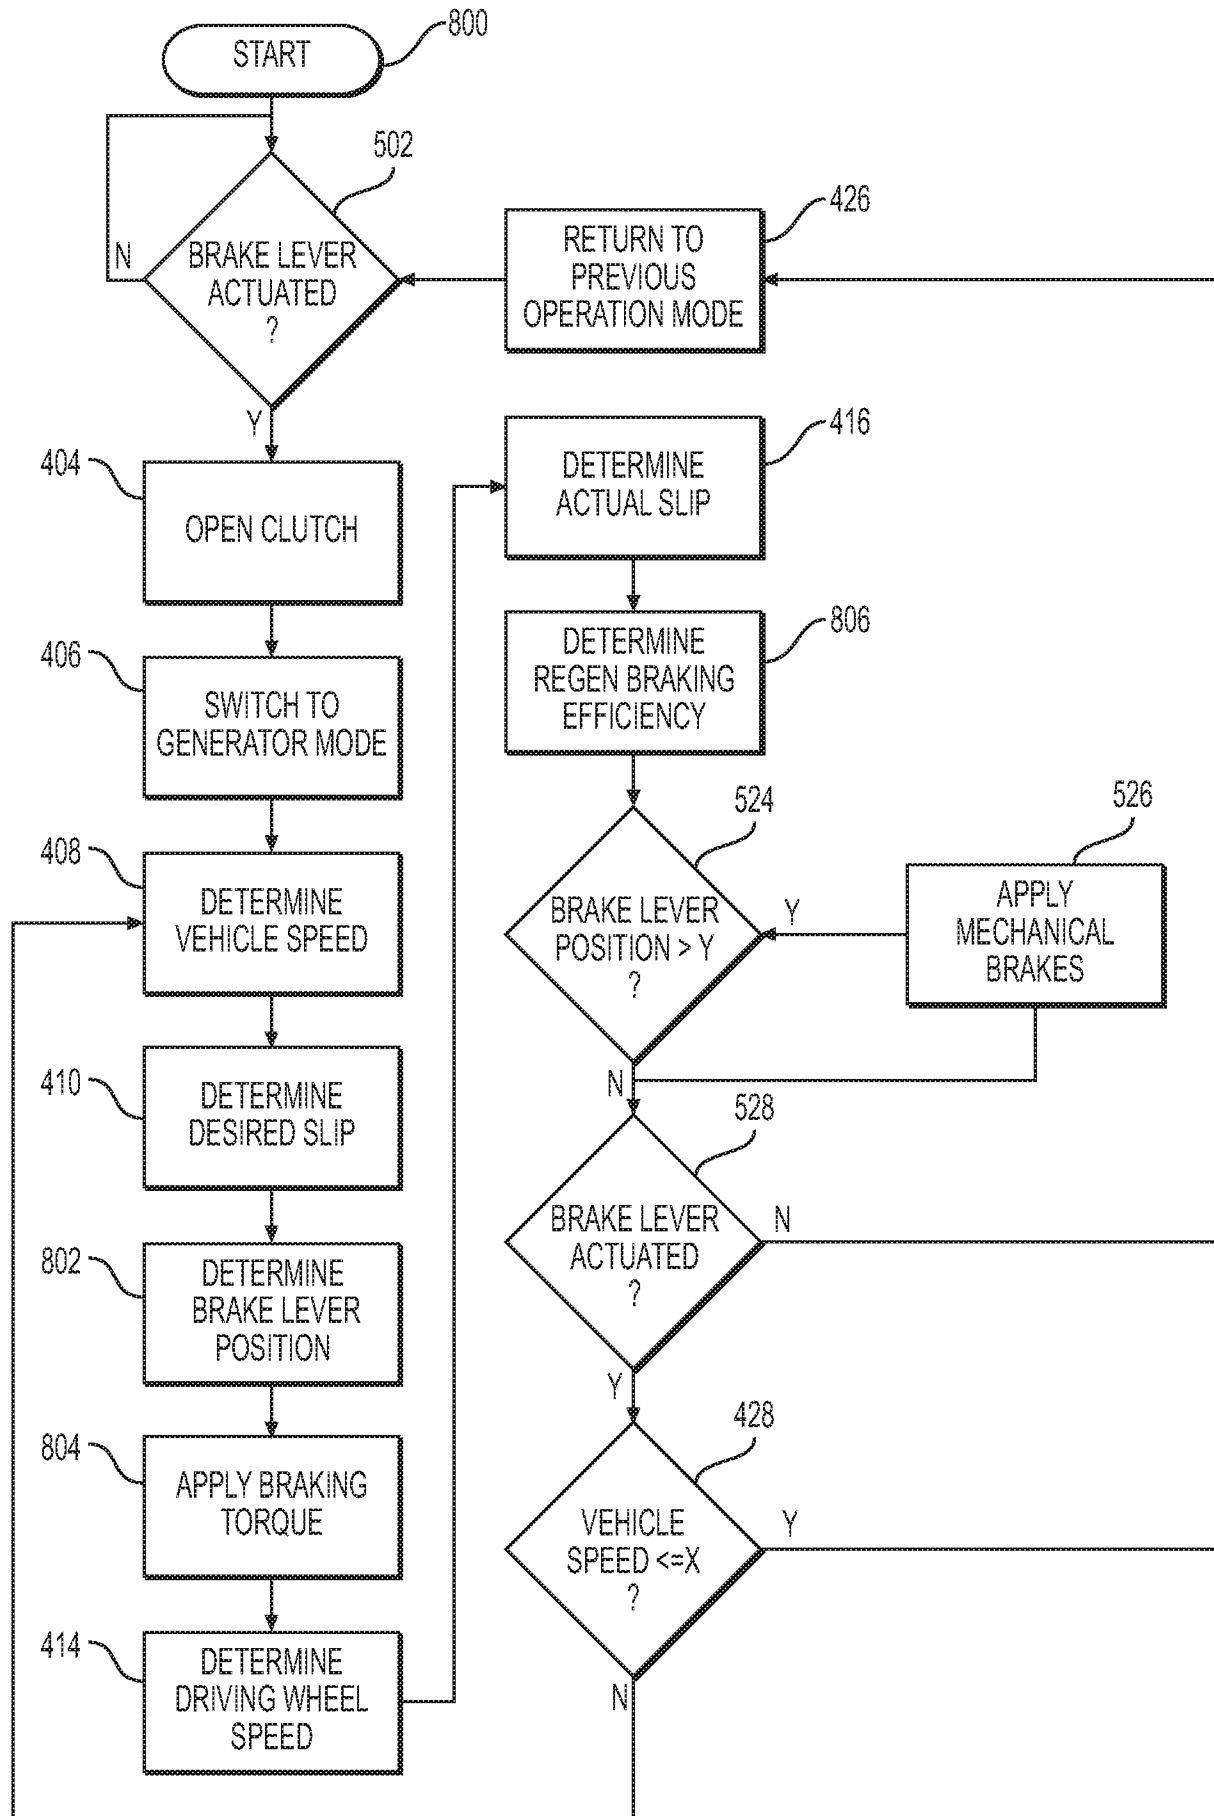 START
800
502
BRAKE LEVER
ACTUATED
?
N
Y
RETURN TO
PREVIOUS
OPERATION MODE
426
404
OPEN CLUTCH
406
SWITCH TO
GENERATOR MODE
408
DETERMINE
VEHICLE SPEED
410
DETERMINE
DESIRED SLIP
802
DETERMINE
BRAKE LEVER
POSITION
804
APPLY BRAKING
TORQUE
414
DETERMINE
DRIVING WHEEL
SPEED
416
DETERMINE
ACTUAL SLIP
806
DETERMINE
REGEN BRAKING
EFFICIENCY
524
BRAKE LEVER
POSITION > Y
?
Y
N
526
APPLY
MECHANICAL
BRAKES
528
BRAKE LEVER
ACTUATED
?
N
Y
428
VEHICLE
SPEED <=X
?
Y
N